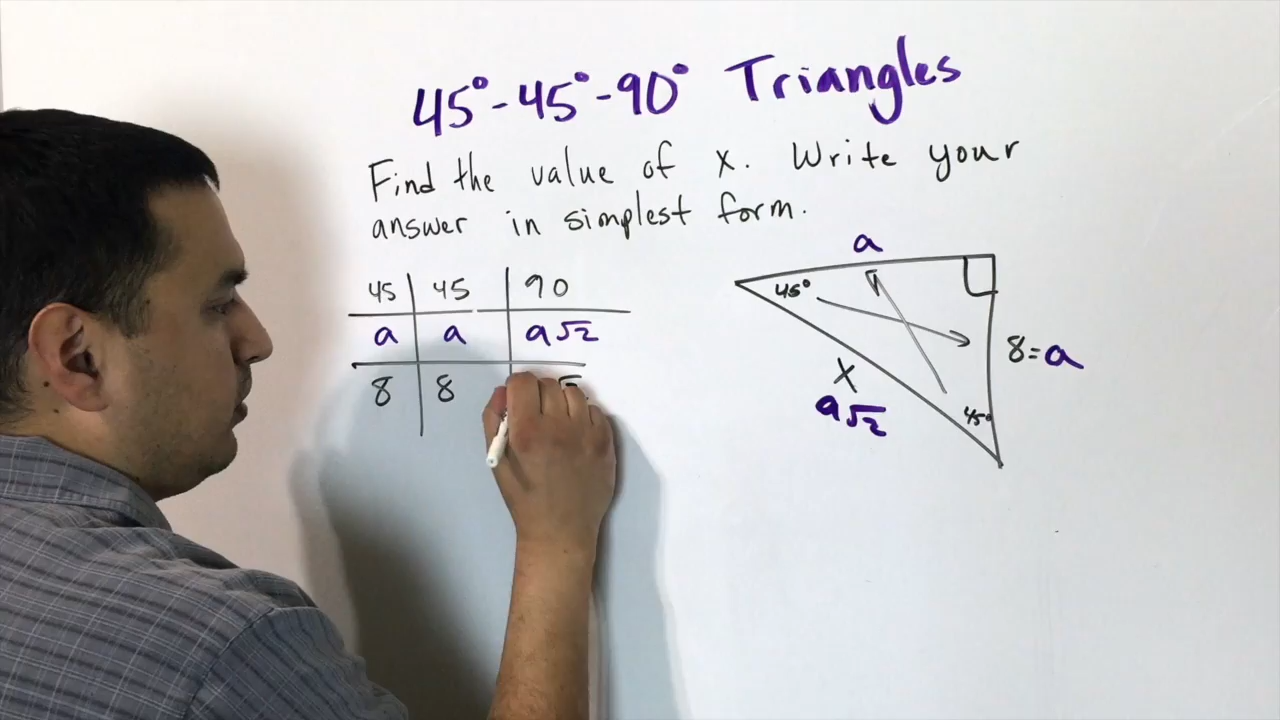 45°-45°-90° Triangles
Find the value of x. Write your
answer in simplest form.
45 45 90
a a a√2
8 8
a
45°
8=a
x
a√2
45°